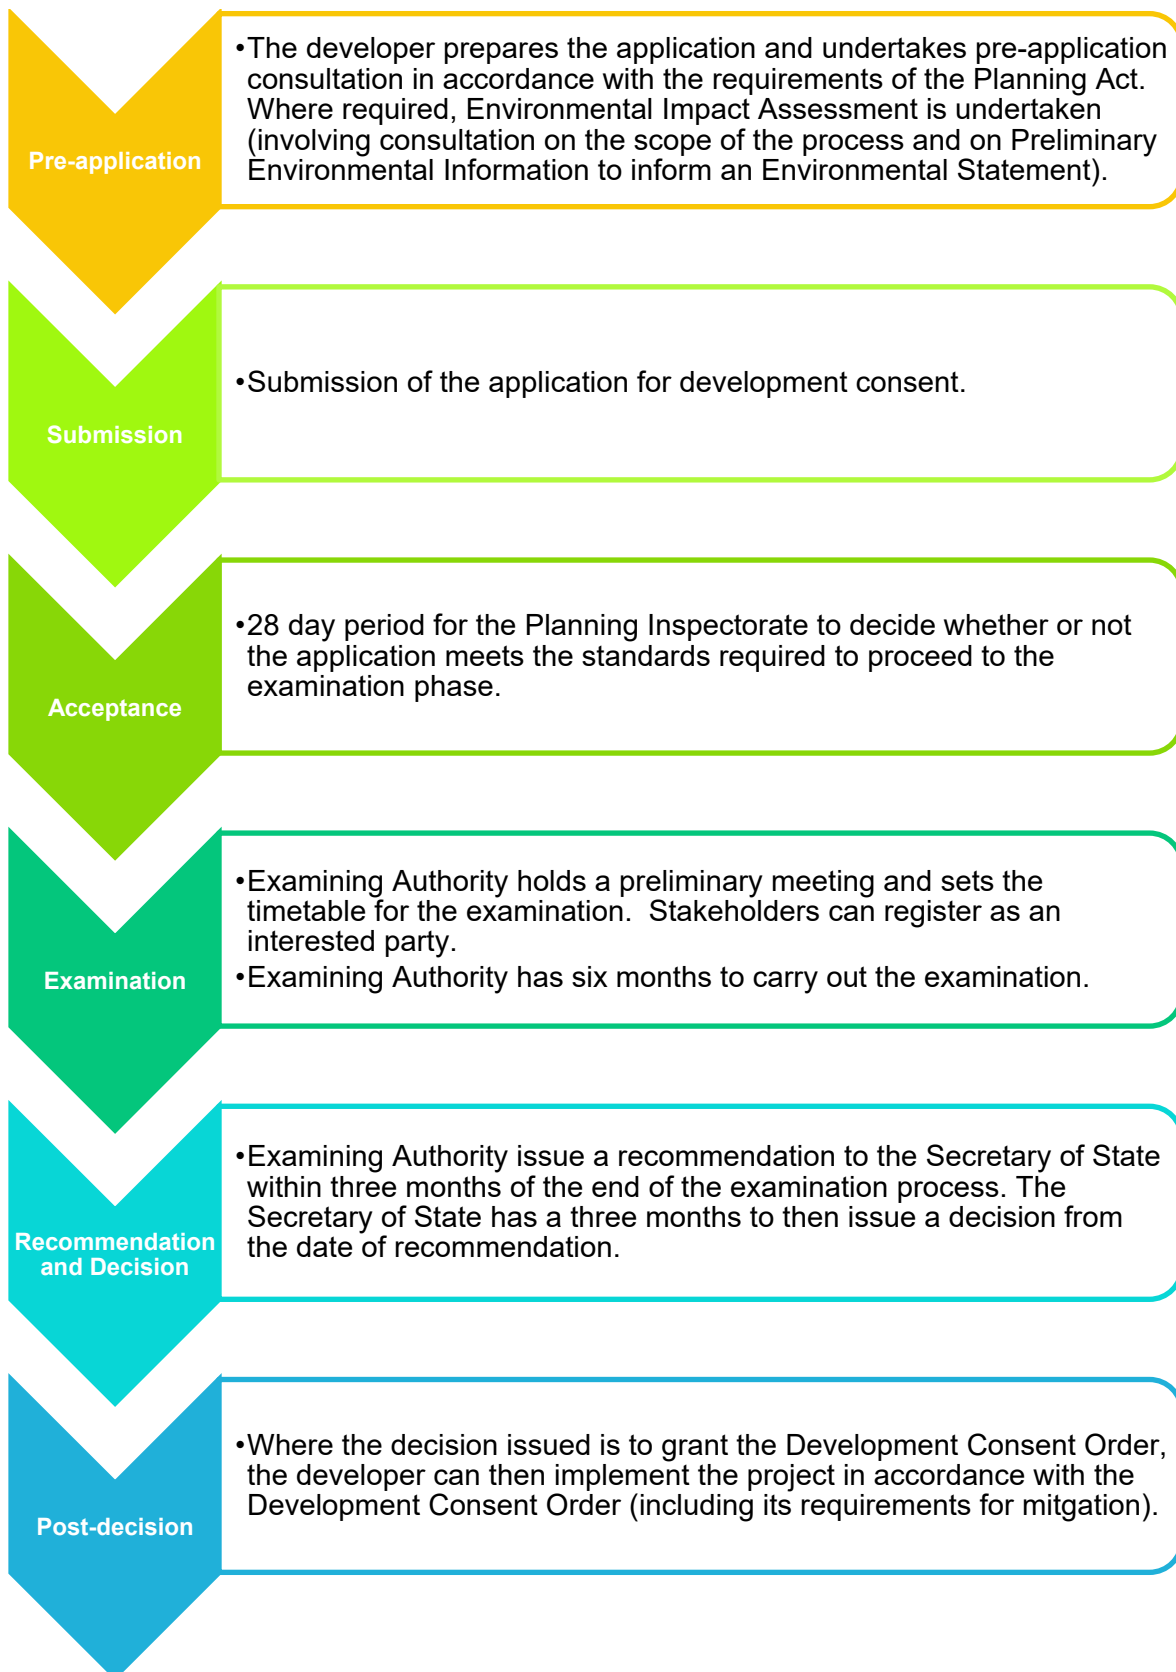 Pre-application
•The developer prepares the application and undertakes pre-application
consultation in accordance with the requirements of the Planning Act.
Where required, Environmental Impact Assessment is undertaken
(involving consultation on the scope of the process and on Preliminary
Environmental Information to inform an Environmental Statement).
Submission
•Submission of the application for development consent.
Acceptance
•28 day period for the Planning Inspectorate to decide whether or not
the application meets the standards required to proceed to the
examination phase.
Examination
•Examining Authority holds a preliminary meeting and sets the
timetable for the examination.  Stakeholders can register as an
interested party.
•Examining Authority has six months to carry out the examination.
Recommendation
and Decision
•Examining Authority issue a recommendation to the Secretary of State
within three months of the end of the examination process. The
Secretary of State has a three months to then issue a decision from
the date of recommendation.
Post-decision
•Where the decision issued is to grant the Development Consent Order,
the developer can then implement the project in accordance with the
Development Consent Order (including its requirements for mitgation).